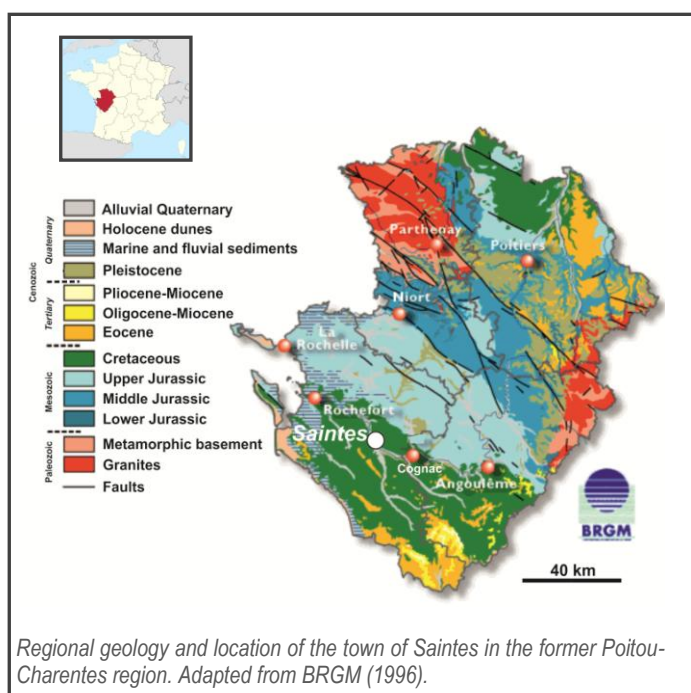 Alluvial Quaternary
Holocene dunes
Marine and fluvial sediments
Pleistocene
Pliocene-Miocene
Oligocene-Miocene
Eocene
Cretaceous
Upper Jurassic
Middle Jurassic
Lower Jurassic
Metamorphic basement
Granites
Faults
Cenozoic
Quaternary
Tertiary
Mesozoic
Paleozoic
Parthenay
Poitiers
Niort
La
Rochelle
Rochefort
Saintes
Cognac
Angoulême
BRGM
40 km
Regional geology and location of the town of Saintes in the former Poitou-
Charentes region. Adapted from BRGM (1996).